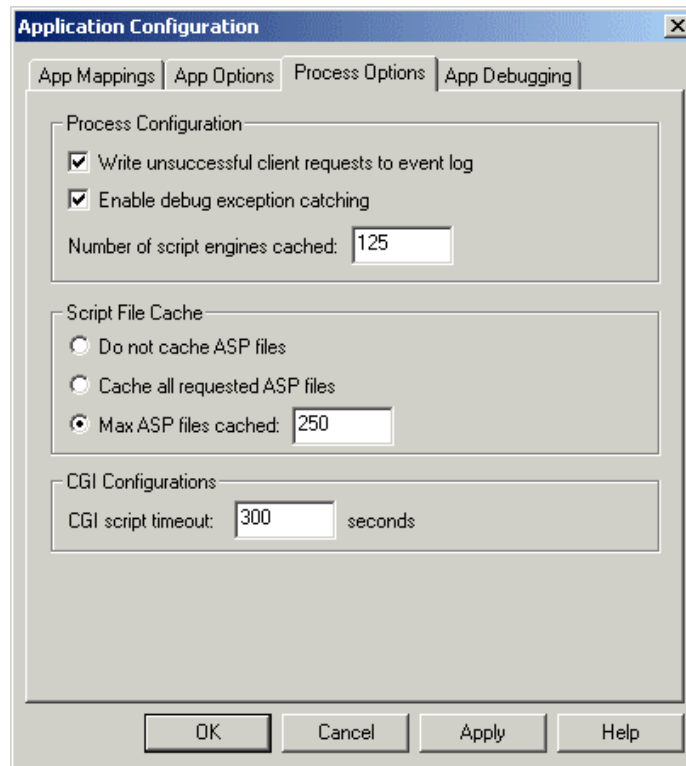 Application Configuration
App Mappings App Options Process Options App Debugging
Process Configuration
Write unsuccessful client requests to event log
Enable debug exception catching
Number of script engines cached: 125
Script File Cache
Do not cache ASP files
Cache all requested ASP files
Max ASP files cached: 250
CGI Configurations
CGI script timeout: 300 seconds
OK Cancel Apply Help